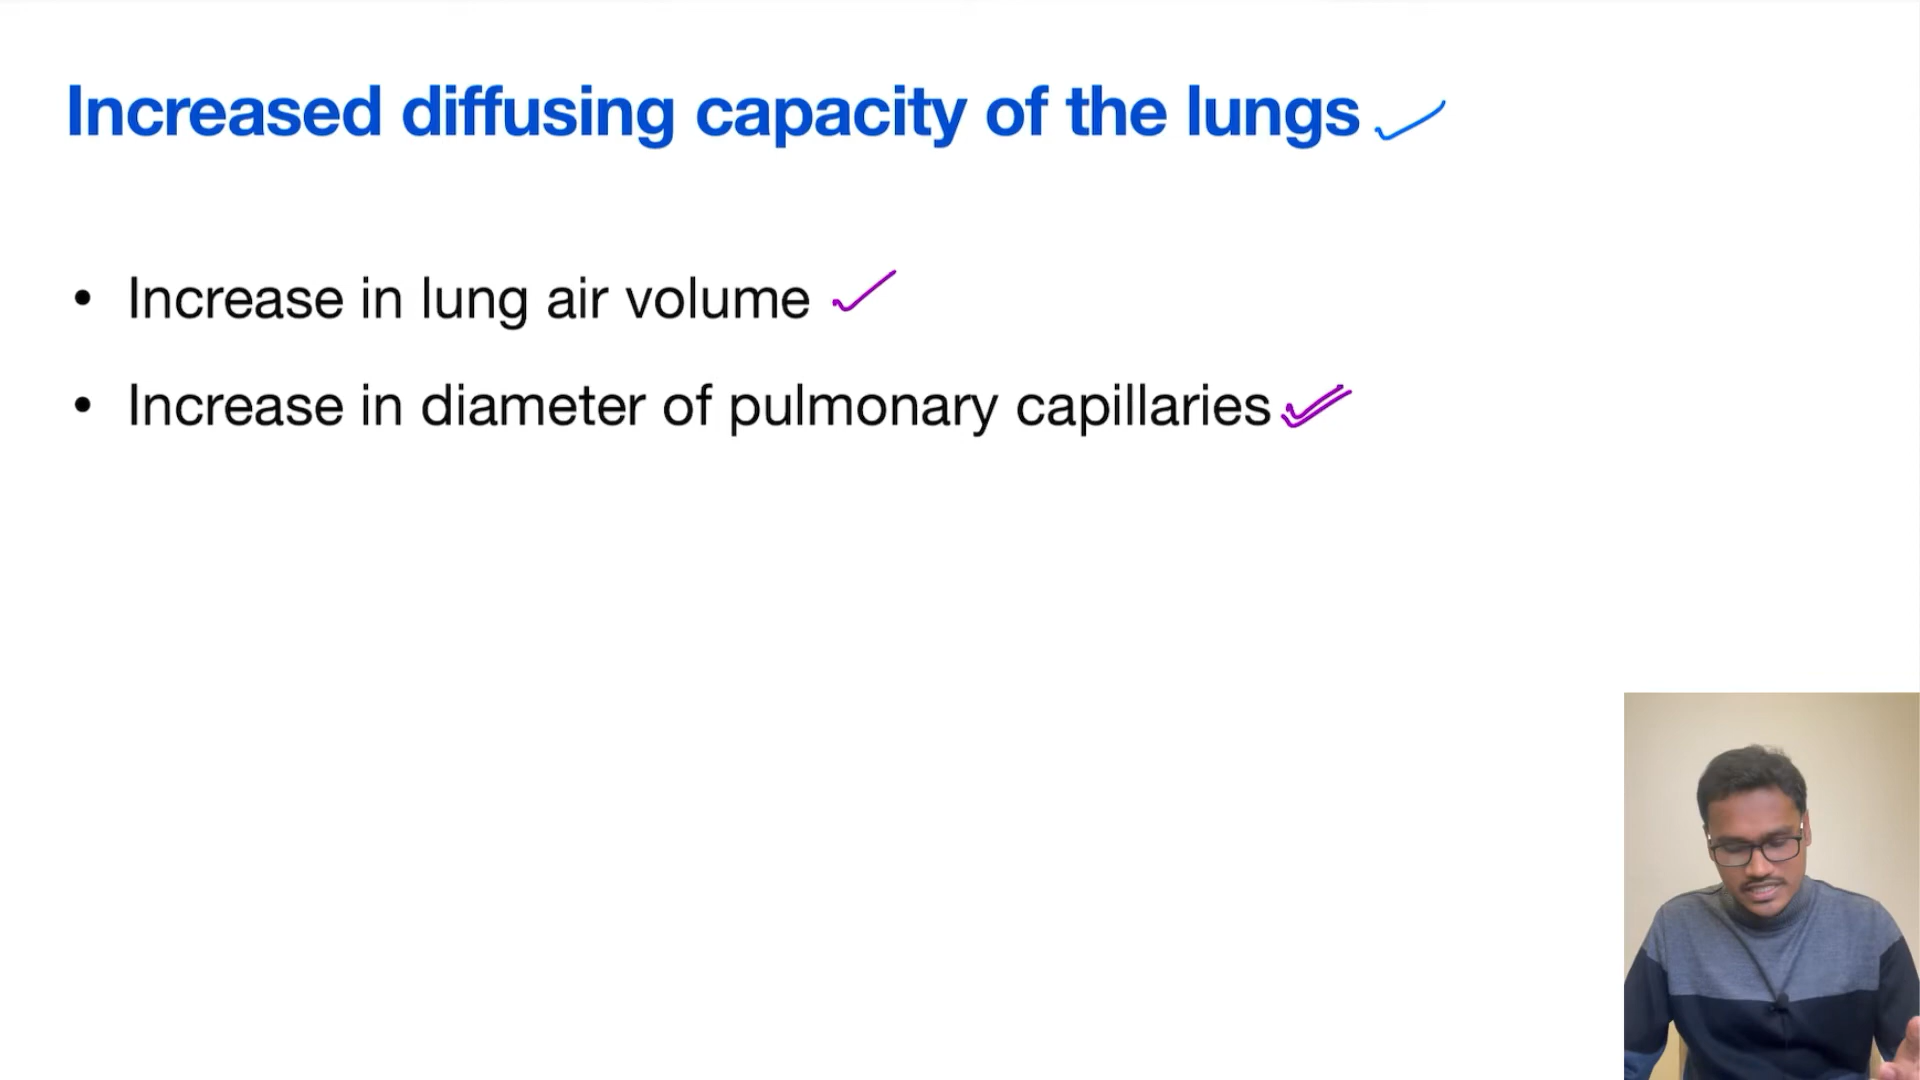 Increased diffusing capacity of the lungs
• Increase in lung air volume
• Increase in diameter of pulmonary capillaries